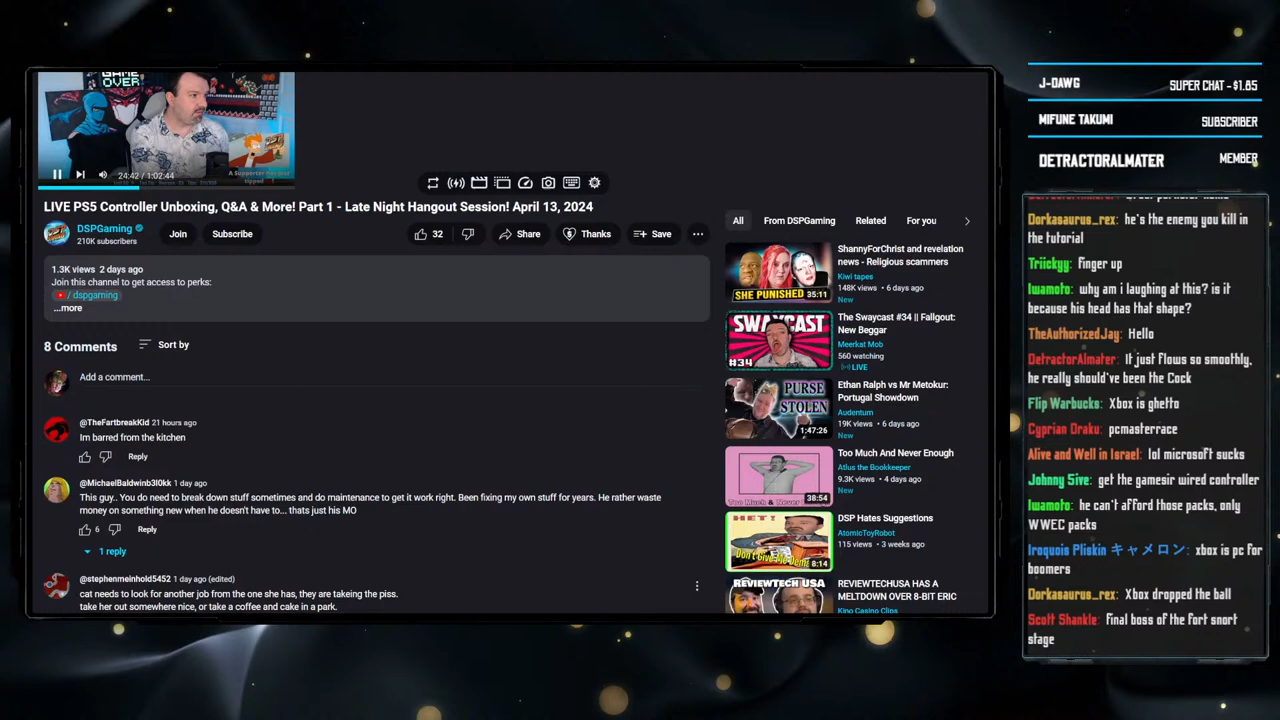 GAME
OVER
24:42 / 1:02:44
A Supporter has just
tipped
LIVE PS5 Controller Unboxing, Q&A & More! Part 1 - Late Night Hangout Session! April 13, 2024
DSPGaming
210K subscribers
Join
Subscribe
32
Share
Thanks
Save
1.3K views 2 days ago
Join this channel to get access to perks:
/ dspgaming
...more
8 Comments
Sort by
Add a comment...
@TheFartbreakKid 21 hours ago
Im barred from the kitchen
Reply
@MichaelBaldwinb3l0kk 1 day ago
This guy.. You do need to break down stuff sometimes and do maintenance to get it work right. Been fixing my own stuff for years. He rather waste
money on something new when he doesn't have to... thats just his MO
6
Reply
1 reply
@stephenmeinhold5452 1 day ago (edited)
cat needs to look for another job from the one she has, they are takeing the piss.
take her out somewhere nice, or take a coffee and cake in a park.
All
From DSPGaming
Related
For you
SHE PUNISHED
35:11
ShannyForChrist and revelation
news - Religious scammers
Kiwi tapes
148K views • 6 days ago
New
SWAYCAST
#34
The Swaycast #34 || Fallout:
New Beggar
Meerkat Mob
560 watching
LIVE
PURSE
STOLEN
1:47:26
Ethan Ralph vs Mr Metokur:
Portugal Showdown
Audentum
19K views • 6 days ago
New
38:54
Too Much And Never Enough
Atlus the Bookkeeper
9.3K views • 4 days ago
New
HEY!
8:14
DSP Hates Suggestions
AtomicToyRobot
115 views • 3 weeks ago
REVIEWTECH USA
REVIEWTECHUSA HAS A
MELTDOWN OVER 8-BIT ERIC
Kino Casino Clips
J-DAWG
SUPER CHAT - $1.85
MIFUNE TAKUMI
SUBSCRIBER
DETRACTORALMATER
MEMBER
Dorkasaurus_rex: he's the enemy you kill in
the tutorial
Triickyy: finger up
Iwamoto: why am i laughing at this? is it
because his head has that shape?
TheAuthorizedJay: Hello
DetractorAlmater: It just flows so smoothly,
he really should've been the Cock
Flip Warbucks: Xbox is ghetto
Cyprian Draku: pcmasterrace
Alive and Well in Israel: lol microsoft sucks
Johnny 5ive: get the gamesir wired controller
Iwamoto: he can't afford those packs, only
WWEC packs
Iroquois Pliskin キャメロン: xbox is pc for
boomers
Dorkasaurus_rex: Xbox dropped the ball
Scott Shankle: final boss of the fort snort
stage